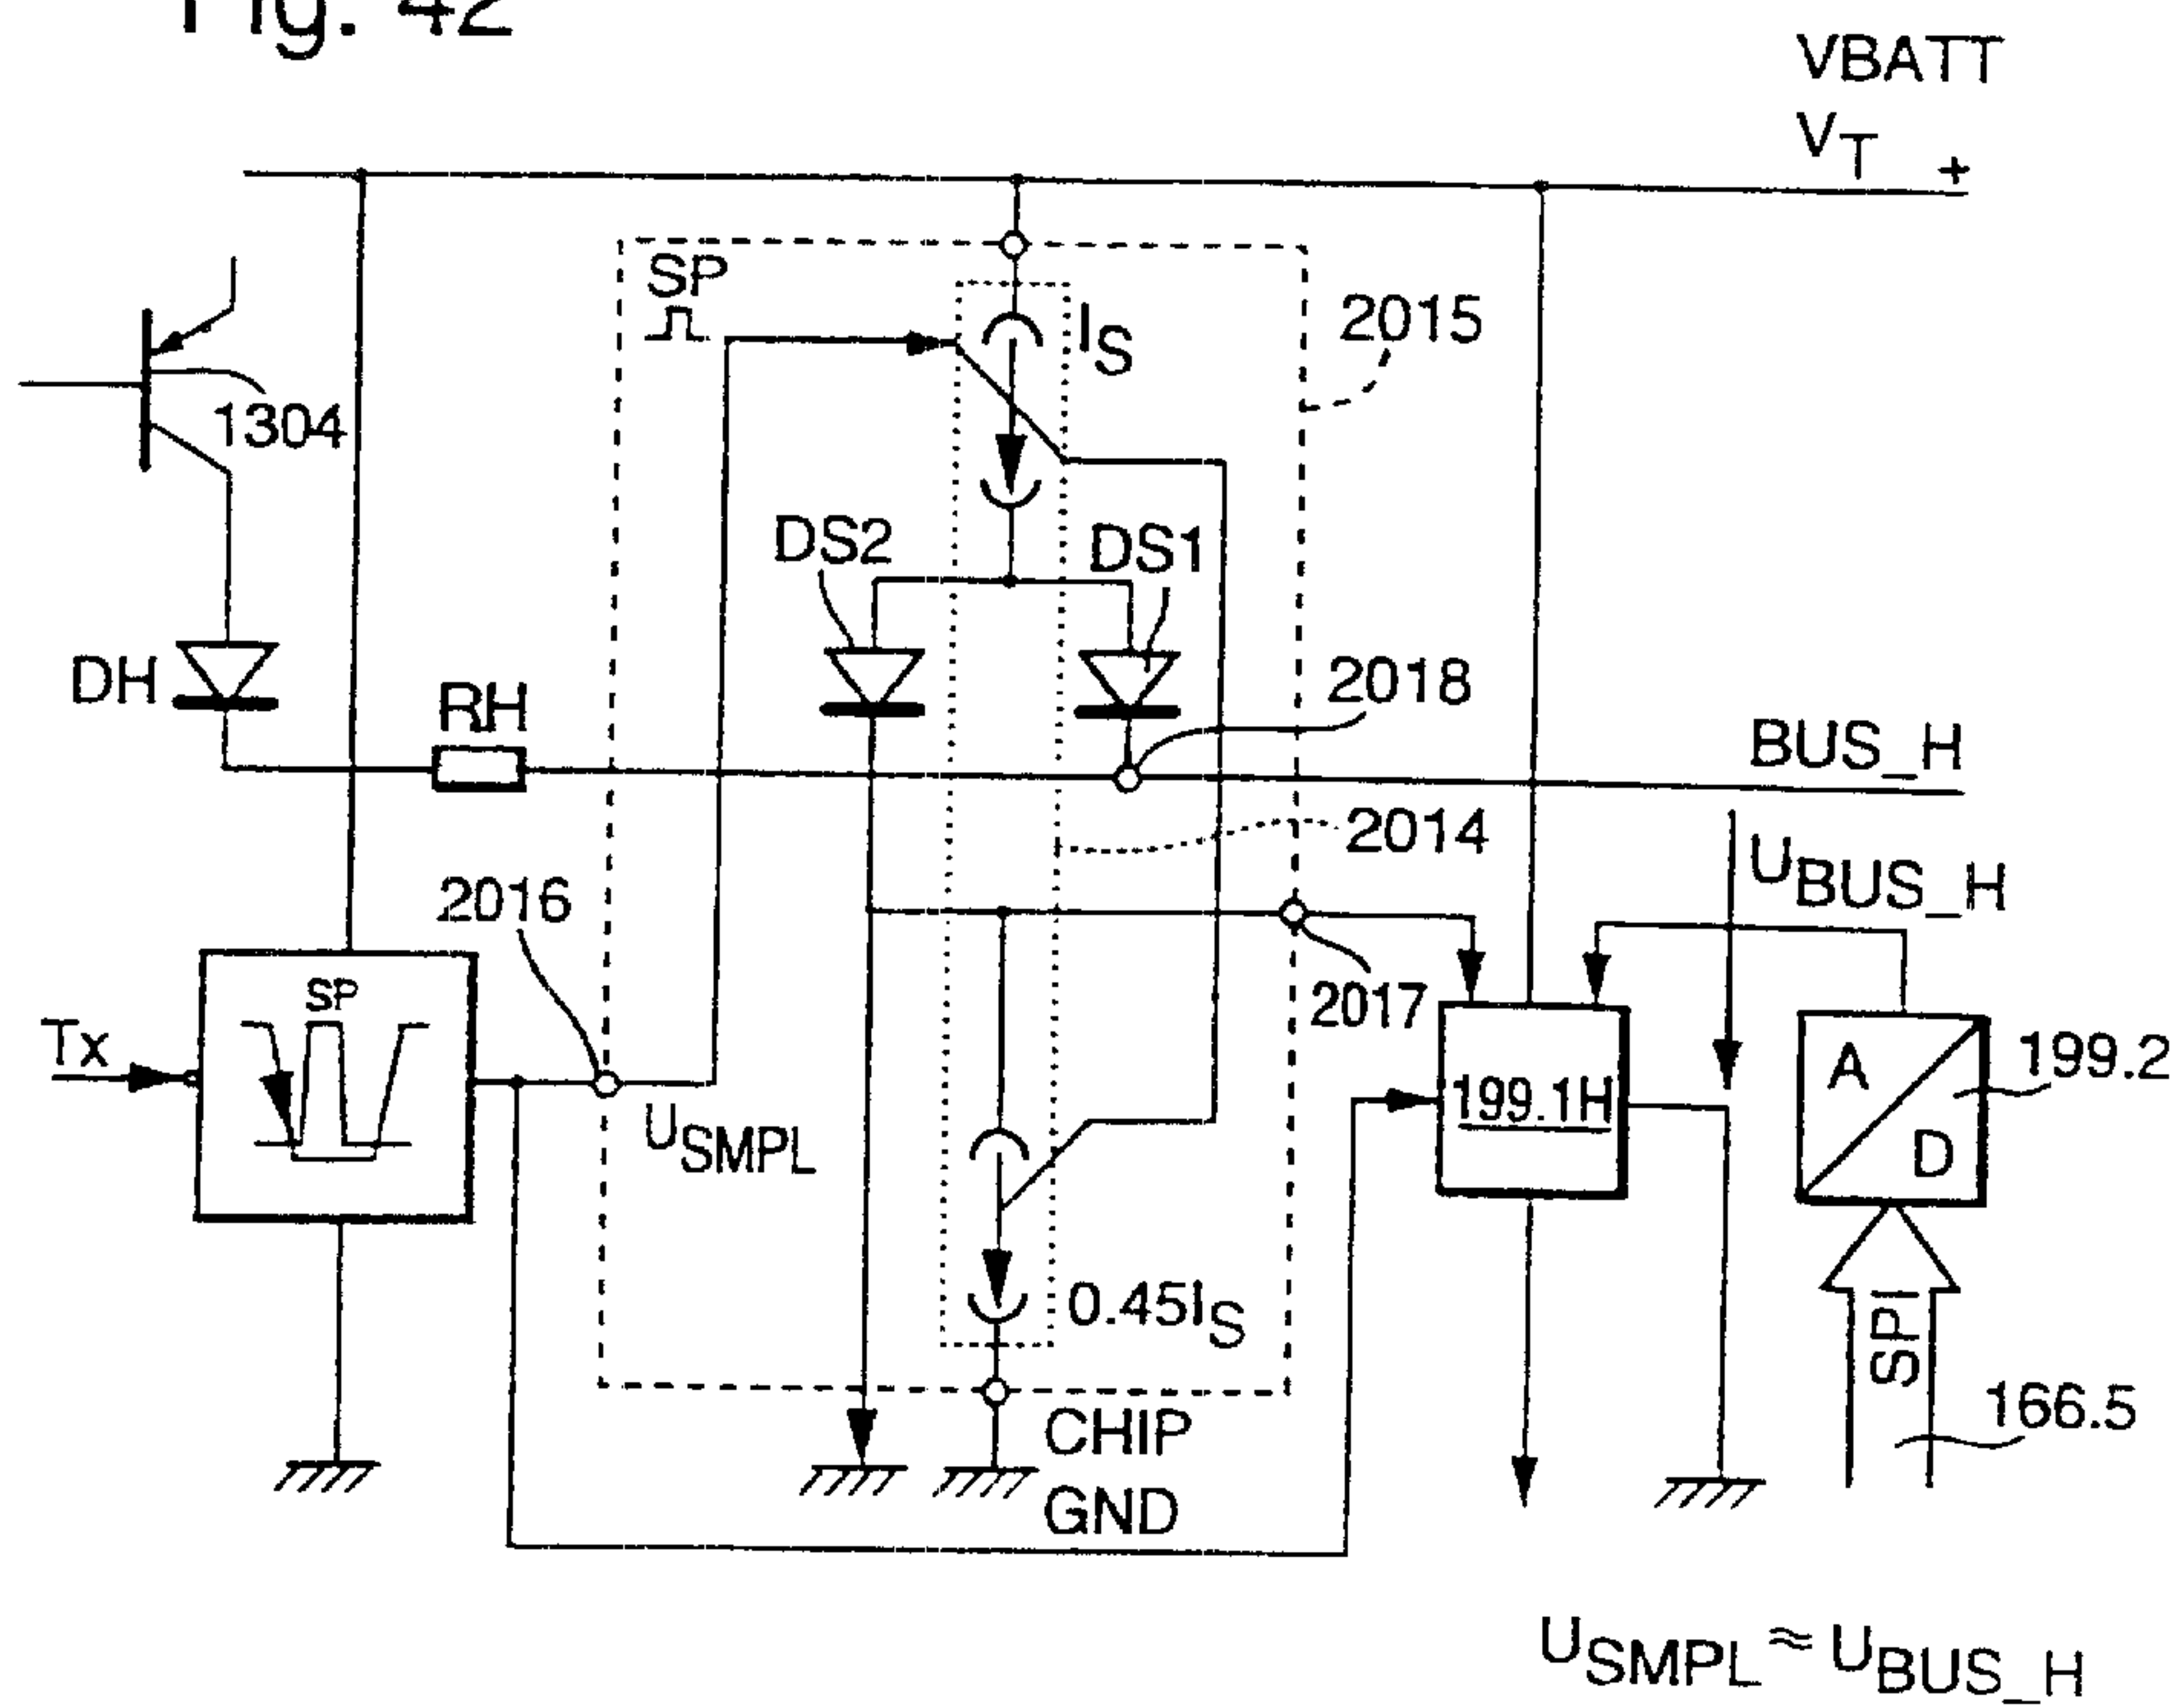 Fig. 42
VBATT
VT +
SP
IS
2015
1304
DS2
DS1
DH
RH
2018
BUS_H
2014
UBUS_H
2016
2017
SP
Tx
USMPL
199.1H
A
D
199.2
0.45IS
SPI
166.5
CHIP
GND
USMPL ≈ UBUS_H